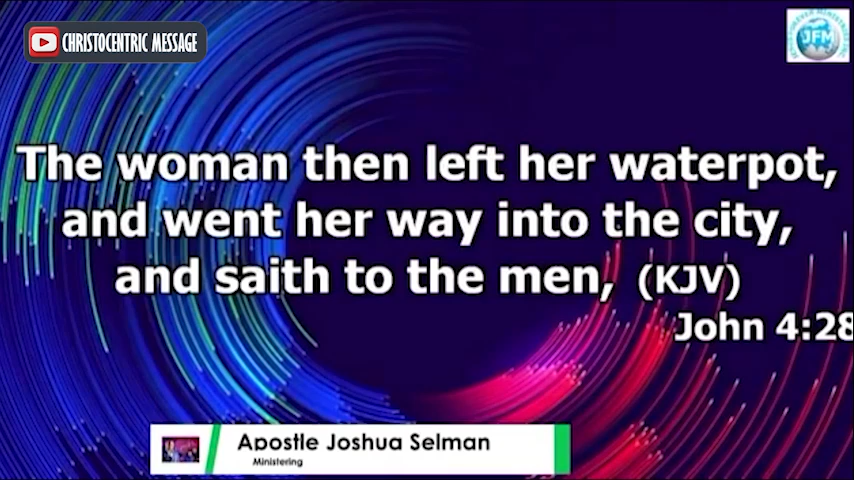 CHRISTOCENTRIC MESSAGE
JFM
The woman then left her waterpot,
and went her way into the city,
and saith to the men, (KJV)
John 4:28
Apostle Joshua Selman
Ministering